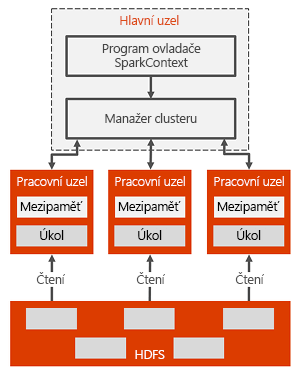 Hlavní uzel
Program ovladače
SparkContext
Manažer clusteru
Pracovní uzel
Mezipaměť
Úkol
Pracovní uzel
Mezipaměť
Úkol
Pracovní uzel
Mezipaměť
Úkol
Čtení
Čtení
Čtení
HDFS